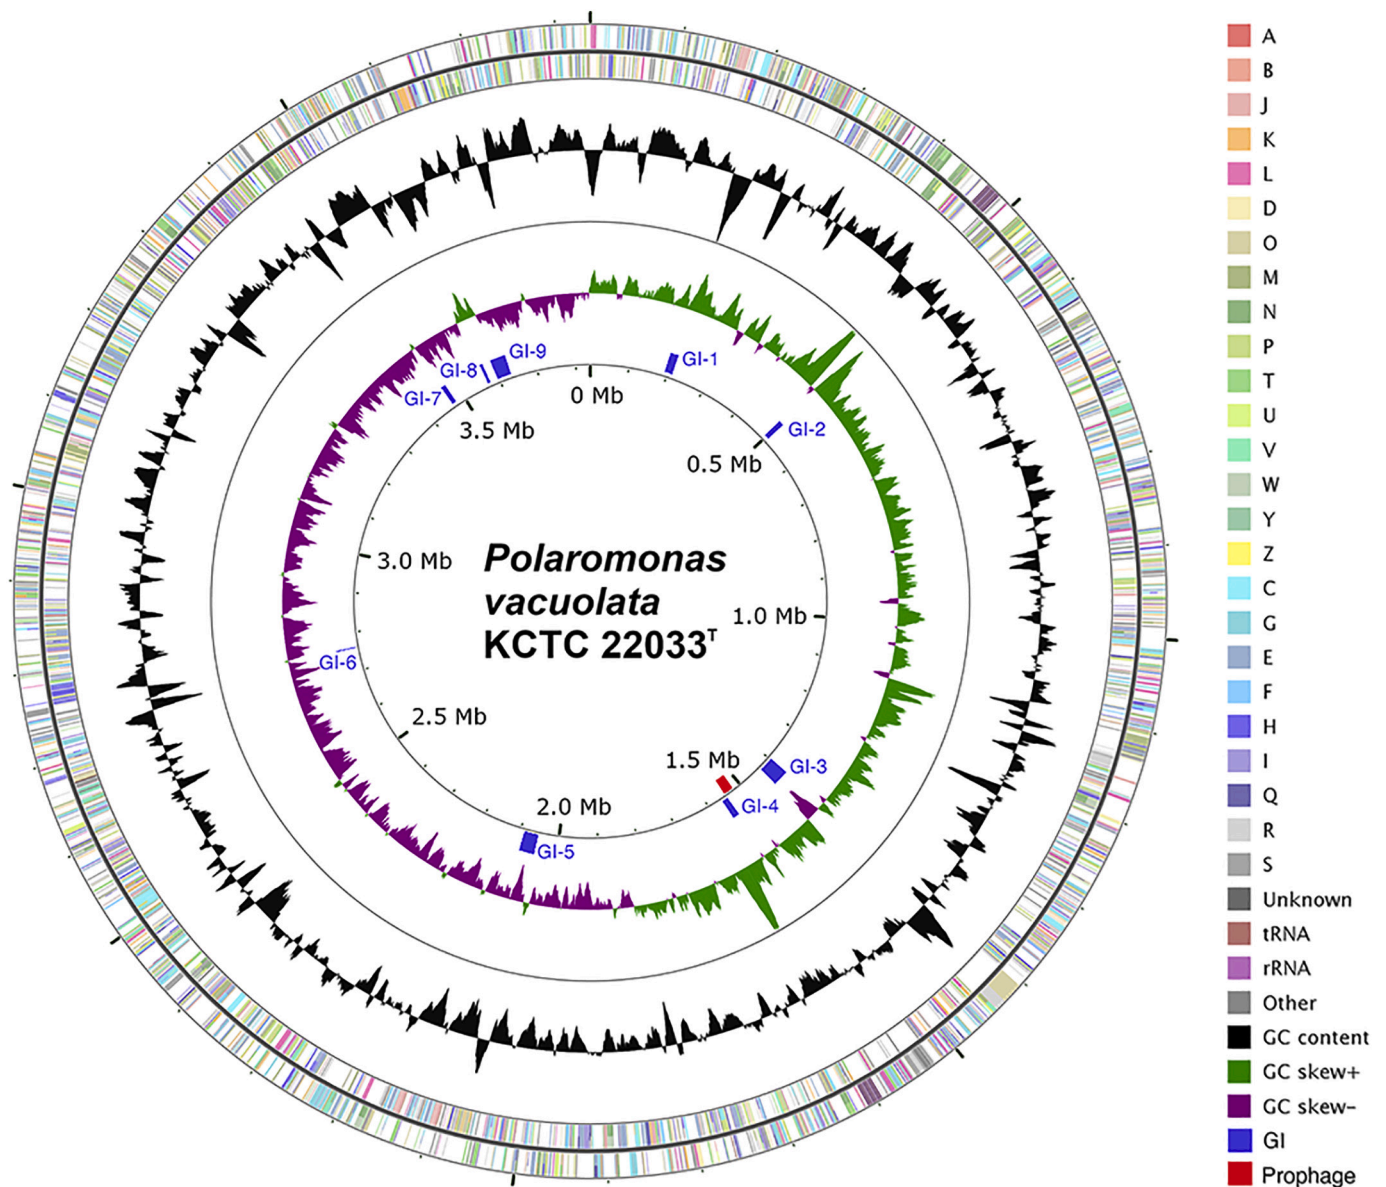 GI-9
GI-8
GI-7
GI-1
0 Mb
3.5 Mb
GI-2
0.5 Mb
3.0 Mb
Polaromonas
vacuolata
KCTC 22033ᵀ
1.0 Mb
GI-6
2.5 Mb
1.5 Mb
GI-3
GI-4
2.0 Mb
GI-5
A
B
J
K
L
D
O
M
N
P
T
U
V
W
Y
Z
C
G
E
F
H
I
Q
R
S
Unknown
tRNA
rRNA
Other
GC content
GC skew+
GC skew-
GI
Prophage